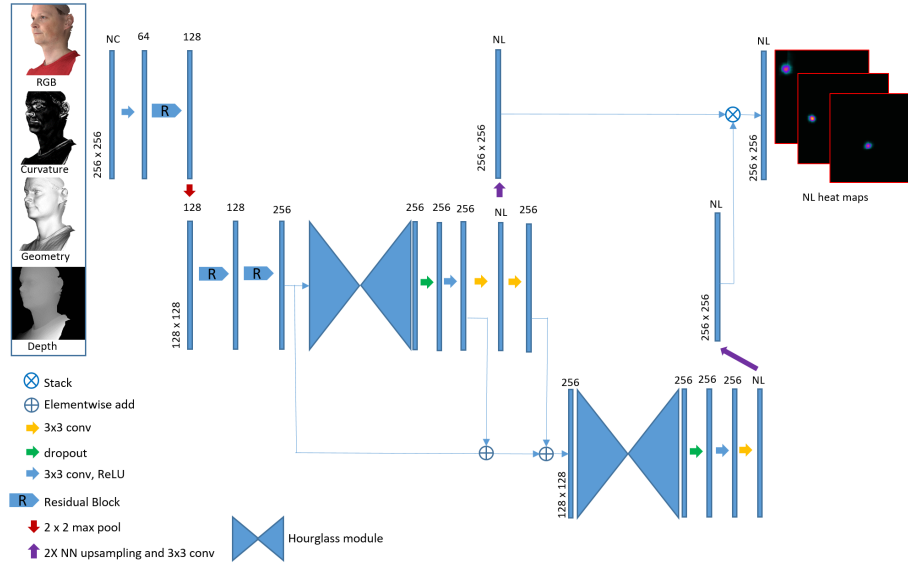 RGB
Curvature
Geometry
Depth
NC
64
128
256 x 256
R
128
128
256
128 x 128
R
R
256
256
256
NL
256
NL
256 x 256
NL
256 x 256
NL heat maps
NL
256 x 256
256
128 x 128
256
256
256
NL
Stack
Elementwise add
3x3 conv
dropout
3x3 conv, ReLU
R
Residual Block
2 x 2 max pool
2X NN upsampling and 3x3 conv
Hourglass module